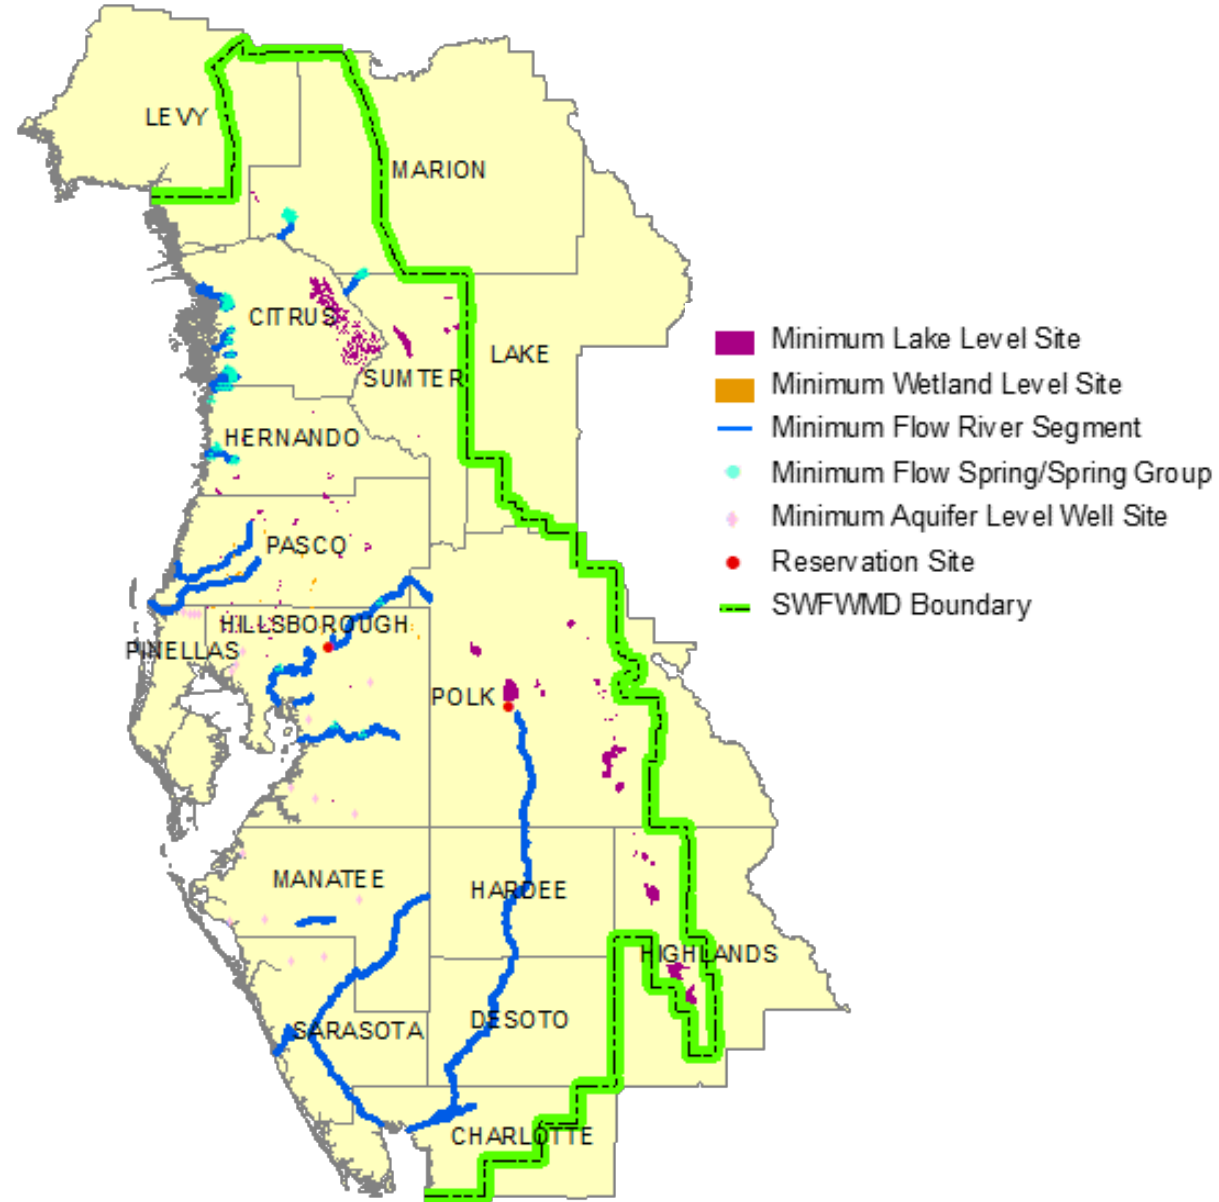 LEVY
MARION
CITRUS
LAKE
SUMTER
HERNANDO
PASCO
HILLSBOROUGH
PINELLAS
POLK
MANATEE
HARDEE
HIGHLANDS
SARASOTA
DESOTO
CHARLOTTE
Minimum Lake Level Site
Minimum Wetland Level Site
Minimum Flow River Segment
Minimum Flow Spring/Spring Group
Minimum Aquifer Level Well Site
Reservation Site
SWFWMD Boundary